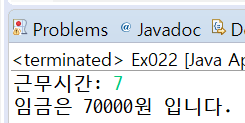 Problems @ Javadoc
<terminated> Ex022 [Java Ap
근무시간: 7
임금은 70000원 입니다.